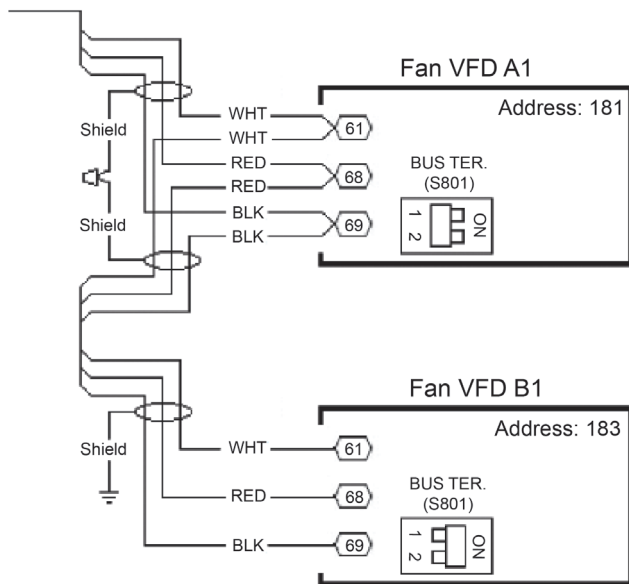 Fan VFD A1
Address: 181
Shield
WHT
61
WHT
RED
68
RED
BUS TER.
(S801)
1
2
ON
BLK
69
BLK
Shield
Fan VFD B1
Address: 183
Shield
WHT
61
RED
68
BUS TER.
(S801)
1
2
ON
BLK
69